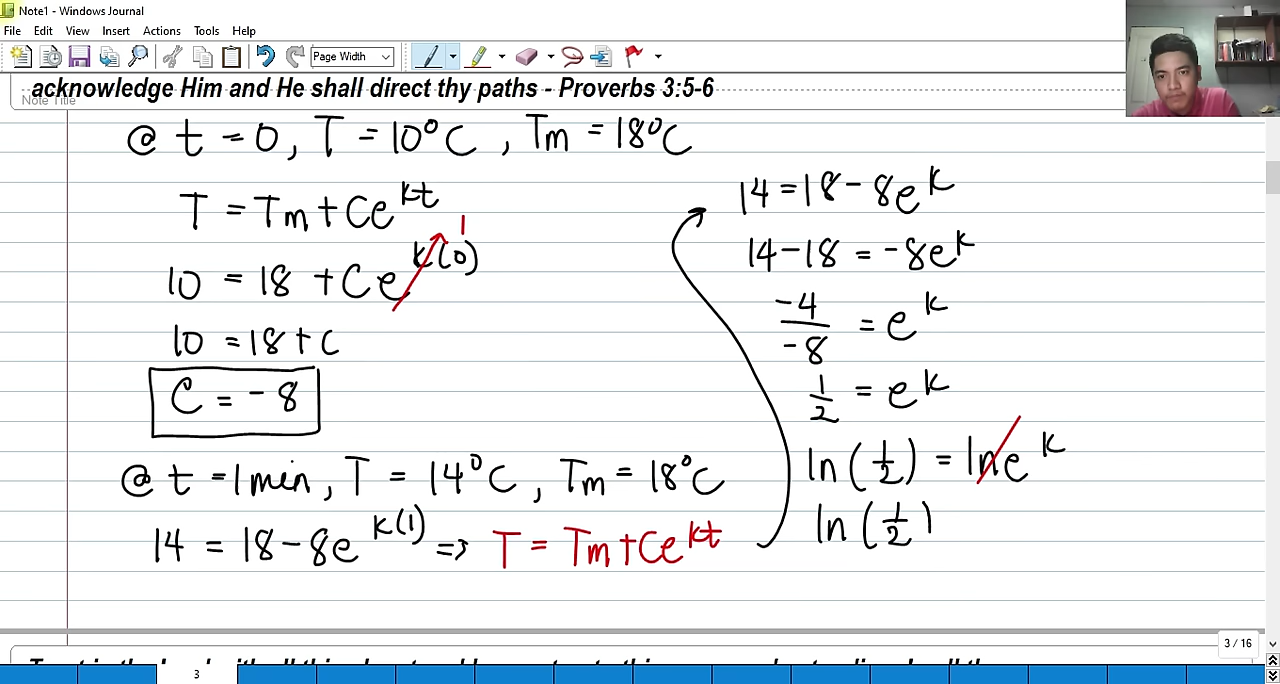 Note1 - Windows Journal
File Edit View Insert Actions Tools Help
Page Width
acknowledge Him and He shall direct thy paths - Proverbs 3:5-6
Note Title
@ t = 0, T = 10°C, Tm = 18°C
T = Tm + Ce^kt
10 = 18 + Ce^k(0) 1
10 = 18 + C
C = -8
@ t = 1 min, T = 14°C, Tm = 18°C
14 = 18 - 8e^k(1) => T = Tm + Ce^kt
14 = 18 - 8e^k
14 - 18 = -8e^k
-4/-8 = e^k
1/2 = e^k
ln(1/2) = ln e^k
ln(1/2)
3 / 16
3